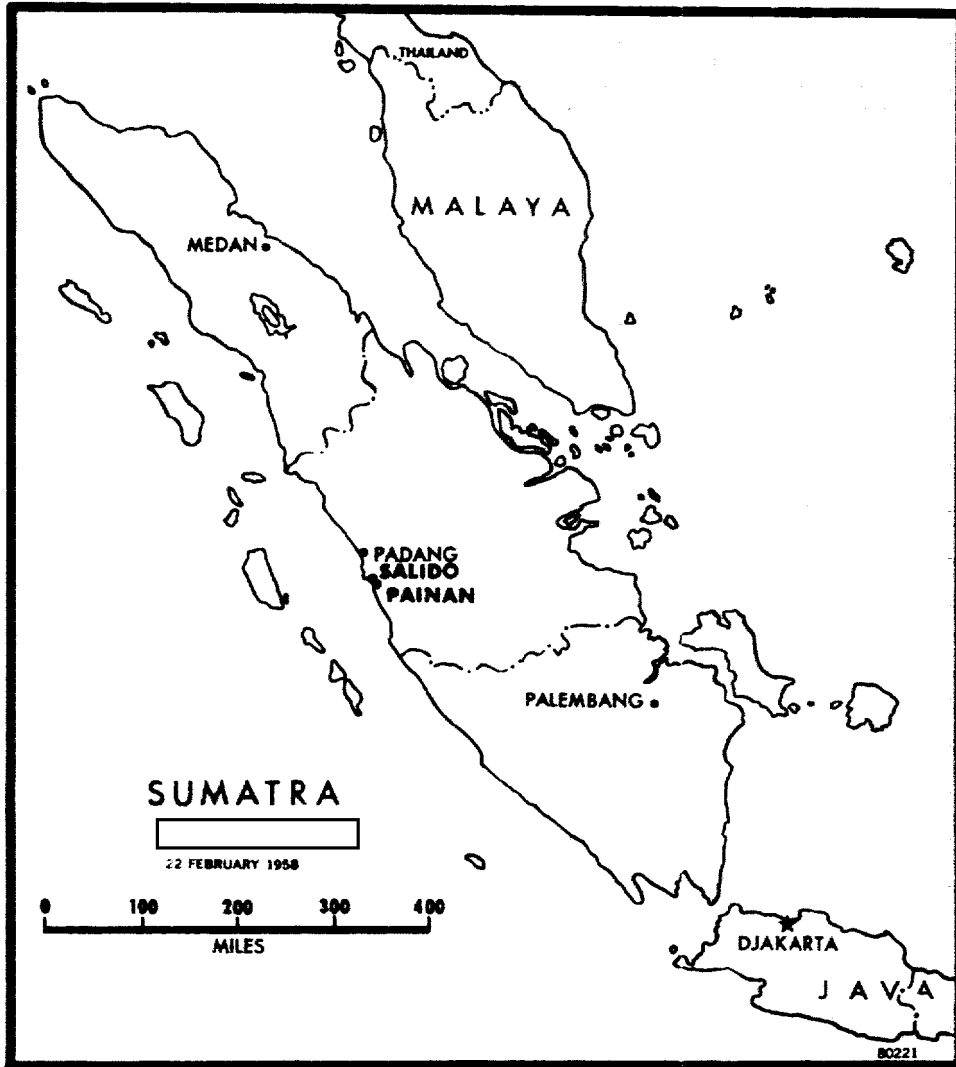 THAILAND
MALAYA
MEDAN
PADANG
SALIDO
PAINAN
PALEMBANG
SUMATRA
22 FEBRUARY 1958
0 100 200 300 400
MILES
DJAKARTA
JAVA
80221